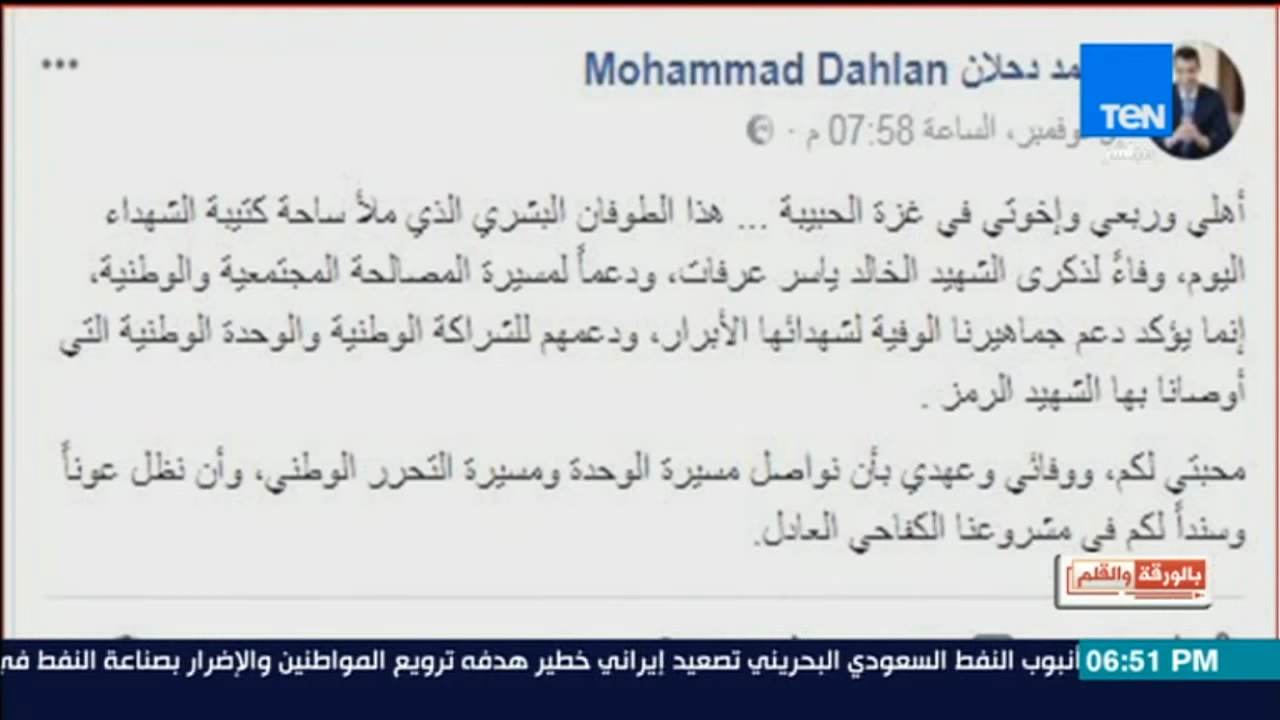 دحلان Mohammad Dahlan
TEN
نوفمبر، الساعة 07:58 م ·
أهلي وربعي وإخوتي في غزة الحبيبة ... هذا الطوفان البشري الذي ملأ ساحة كتيبة الشهداء
اليوم، وفاءً لذكرى الشهيد الخالد ياسر عرفات، ودعماً لمسيرة المصالحة المجتمعية والوطنية،
إنما يؤكد دعم جماهيرنا الوفية لشهدائها الأبرار، ودعمهم للشراكة الوطنية والوحدة الوطنية التي
أوصانا بها الشهيد الرمز .
محبتي لكم، ووفائي وعهدي بأن نواصل مسيرة الوحدة ومسيرة التحرر الوطني، وأن نظل عوناً
وسنداً لكم في مشروعنا الكفاحي العادل.
بالورقة والقلم
06:51 PM
أنبوب النفط السعودي البحريني تصعيد إيراني خطير هدفه ترويع المواطنين والإضرار بصناعة النفط في